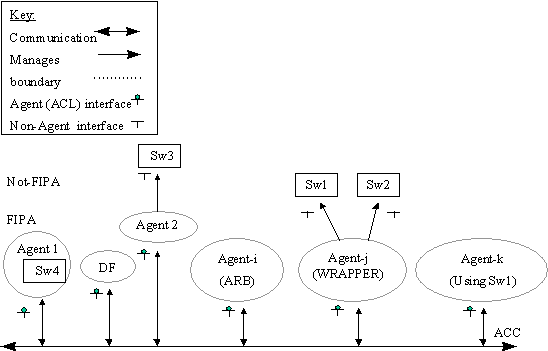 Key:
Communication
Manages
boundary
Agent (ACL) interface
Non-Agent interface
Sw3
Not-FIPA
Sw1
Sw2
FIPA
Agent 2
Agent 1
Sw4
DF
Agent-i
(ARB)
Agent-j
(WRAPPER)
Agent-k
(Using Sw1)
ACC